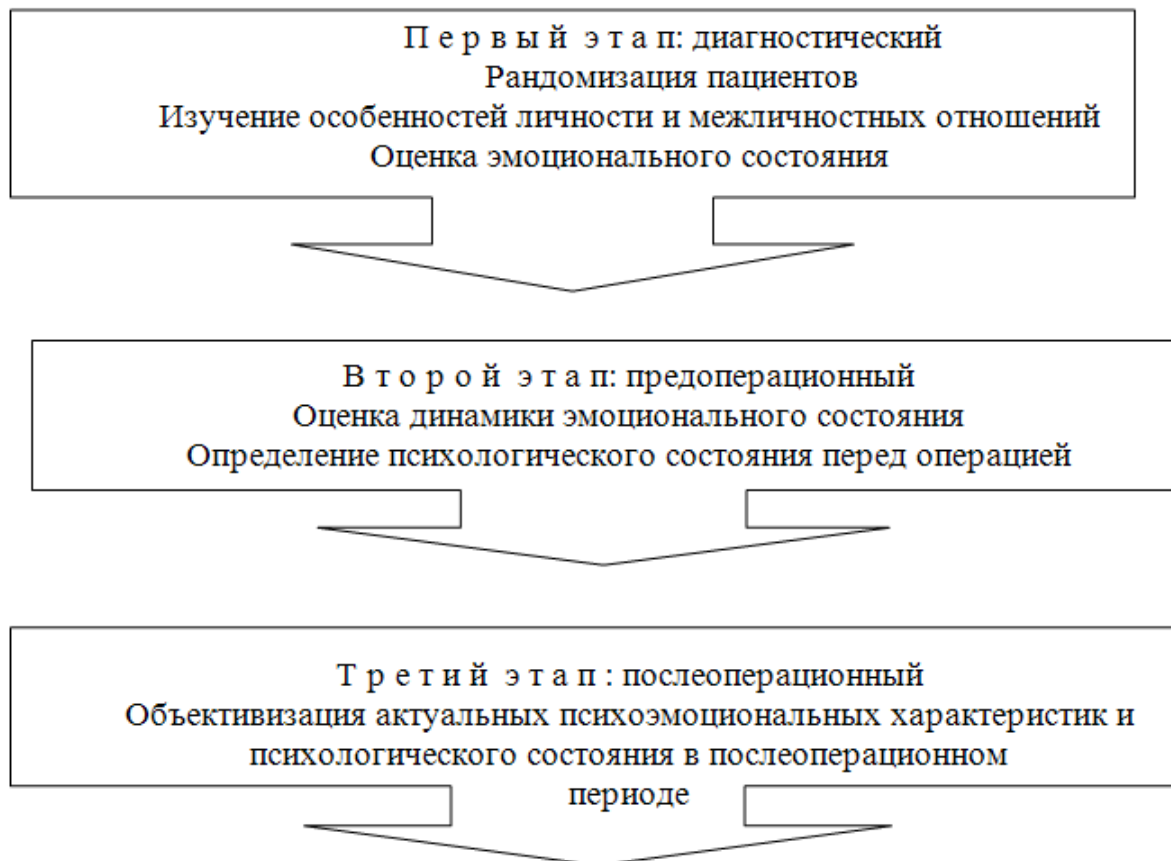 П е р в ы й э т а п: диагностический
Рандомизация пациентов
Изучение особенностей личности и межличностных отношений
Оценка эмоционального состояния
В т о р о й э т а п: предоперационный
Оценка динамики эмоционального состояния
Определение психологического состояния перед операцией
Т р е т и й э т а п : послеоперационный
Объективизация актуальных психоэмоциональных характеристик и
психологического состояния в послеоперационном
периоде